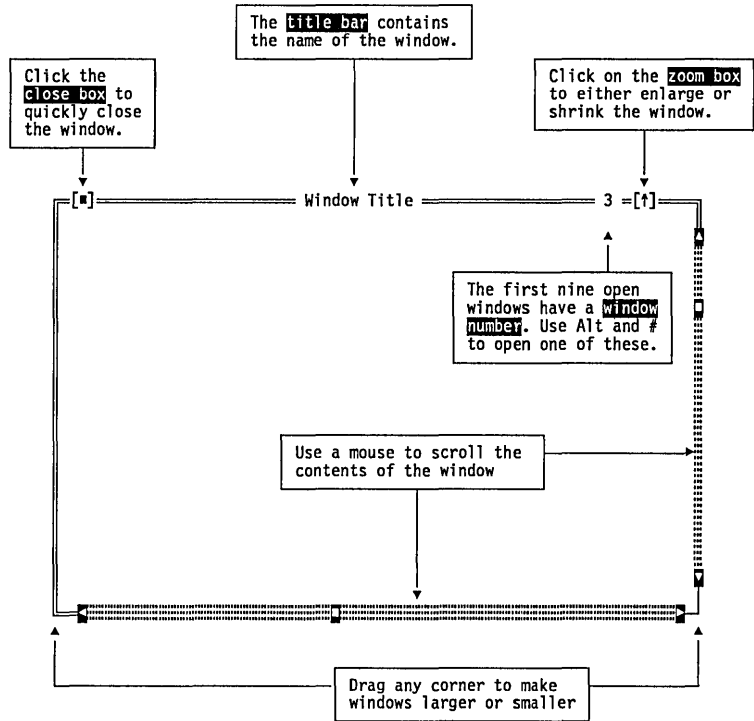 The title bar contains
the name of the window.
Click the
close box to
quickly close
the window.
Click on the zoom box
to either enlarge or
shrink the window.
[■] Window Title 3 [↑]
The first nine open
windows have a window
number. Use Alt and #
to open one of these.
Use a mouse to scroll the
contents of the window
Drag any corner to make
windows larger or smaller